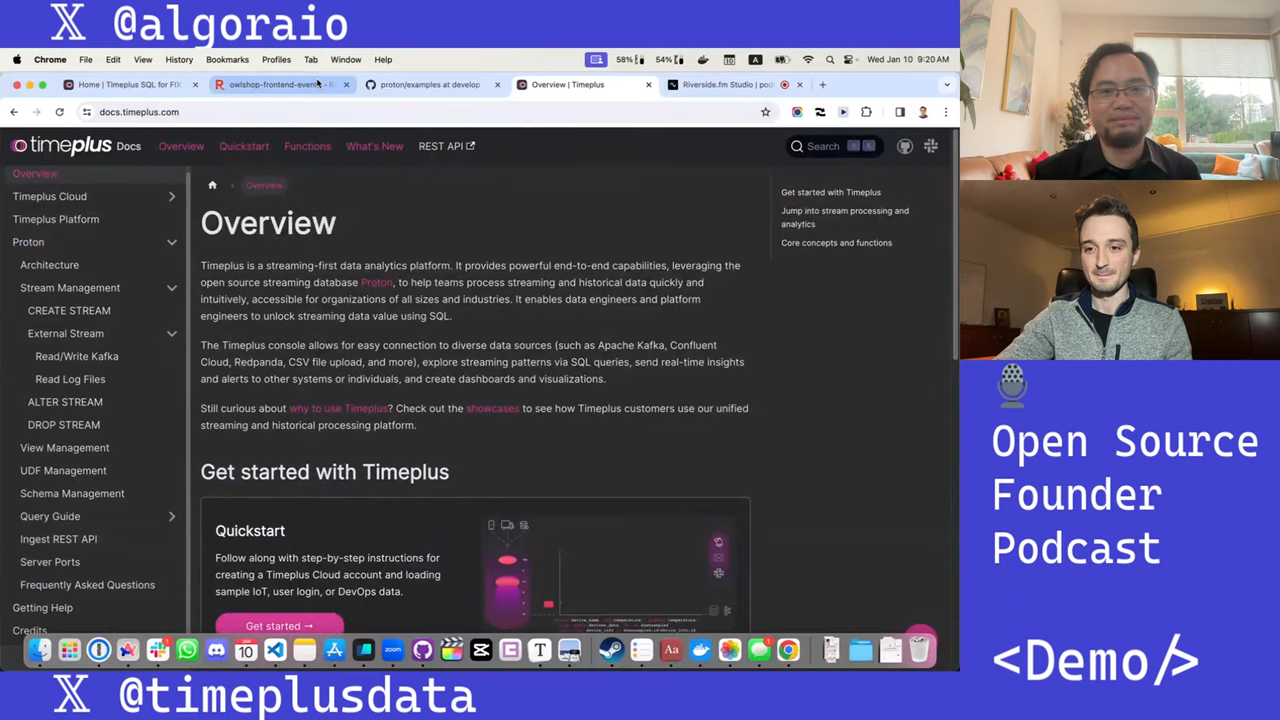 𝕏 @algoraio
Chrome File Edit View History Bookmarks Profiles Tab Window Help 58% 54% A Wed Jan 10 9:20 AM
Home | Timeplus SQL for FIX owlshop-frontend-event proton/examples at develop Overview | Timeplus Riverside.fm Studio | pod
docs.timeplus.com
timeplus Docs Overview Quickstart Functions What's New REST API Search
Overview
Timeplus Cloud
Timeplus Platform
Proton
Architecture
Stream Management
CREATE STREAM
External Stream
Read/Write Kafka
Read Log Files
ALTER STREAM
DROP STREAM
View Management
UDF Management
Schema Management
Query Guide
Ingest REST API
Server Ports
Frequently Asked Questions
Getting Help
Credits
Overview
Overview
Timeplus is a streaming-first data analytics platform. It provides powerful end-to-end capabilities, leveraging the
open source streaming database Proton, to help teams process streaming and historical data quickly and
intuitively, accessible for organizations of all sizes and industries. It enables data engineers and platform
engineers to unlock streaming data value using SQL.
The Timeplus console allows for easy connection to diverse data sources (such as Apache Kafka, Confluent
Cloud, Redpanda, CSV file upload, and more), explore streaming patterns via SQL queries, send real-time insights
and alerts to other systems or individuals, and create dashboards and visualizations.
Still curious about why to use Timeplus? Check out the showcases to see how Timeplus customers use our unified
streaming and historical processing platform.
Get started with Timeplus
Quickstart
Follow along with step-by-step instructions for
creating a Timeplus Cloud account and loading
sample IoT, user login, or DevOps data.
Get started →
Get started with Timeplus
Jump into stream processing and
analytics
Core concepts and functions
10 zoom T Aa
Open Source
Founder
Podcast
<Demo/>
𝕏 @timeplusdata